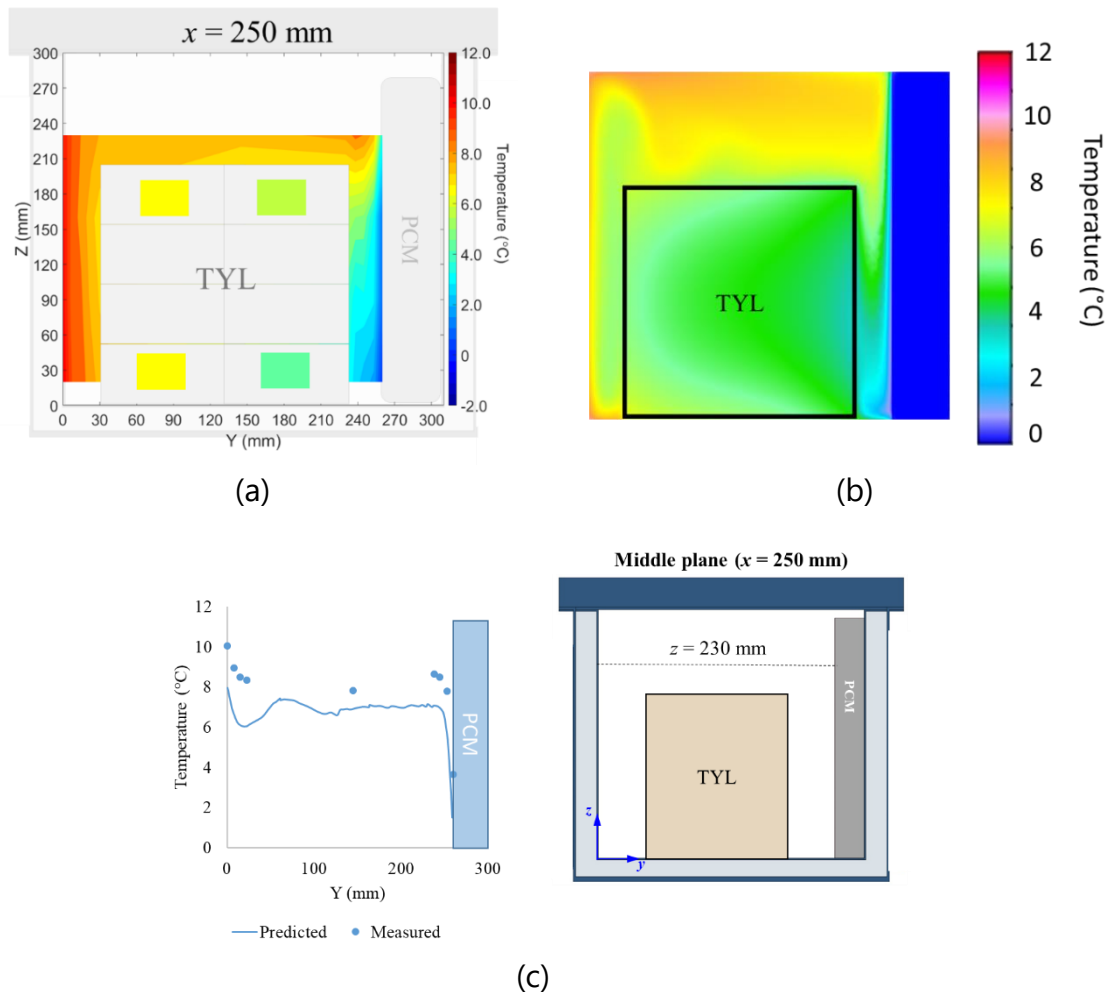 x = 250 mm
300
270
240
210
180
150
120
90
60
30
0
Z (mm)
0 30 60 90 120 150 180 210 240 270 300
Y (mm)
TYL
PCM
12.0
10.0
8.0
6.0
4.0
2.0
0
-2.0
Temperature (°C)
(a)
TYL
12
10
8
6
4
2
0
Temperature (°C)
(b)
12
10
8
6
4
2
0
Temperature (°C)
0 100 200 300
Y (mm)
PCM
Predicted Measured
Middle plane (x = 250 mm)
z = 230 mm
PCM
TYL
z
y
(c)